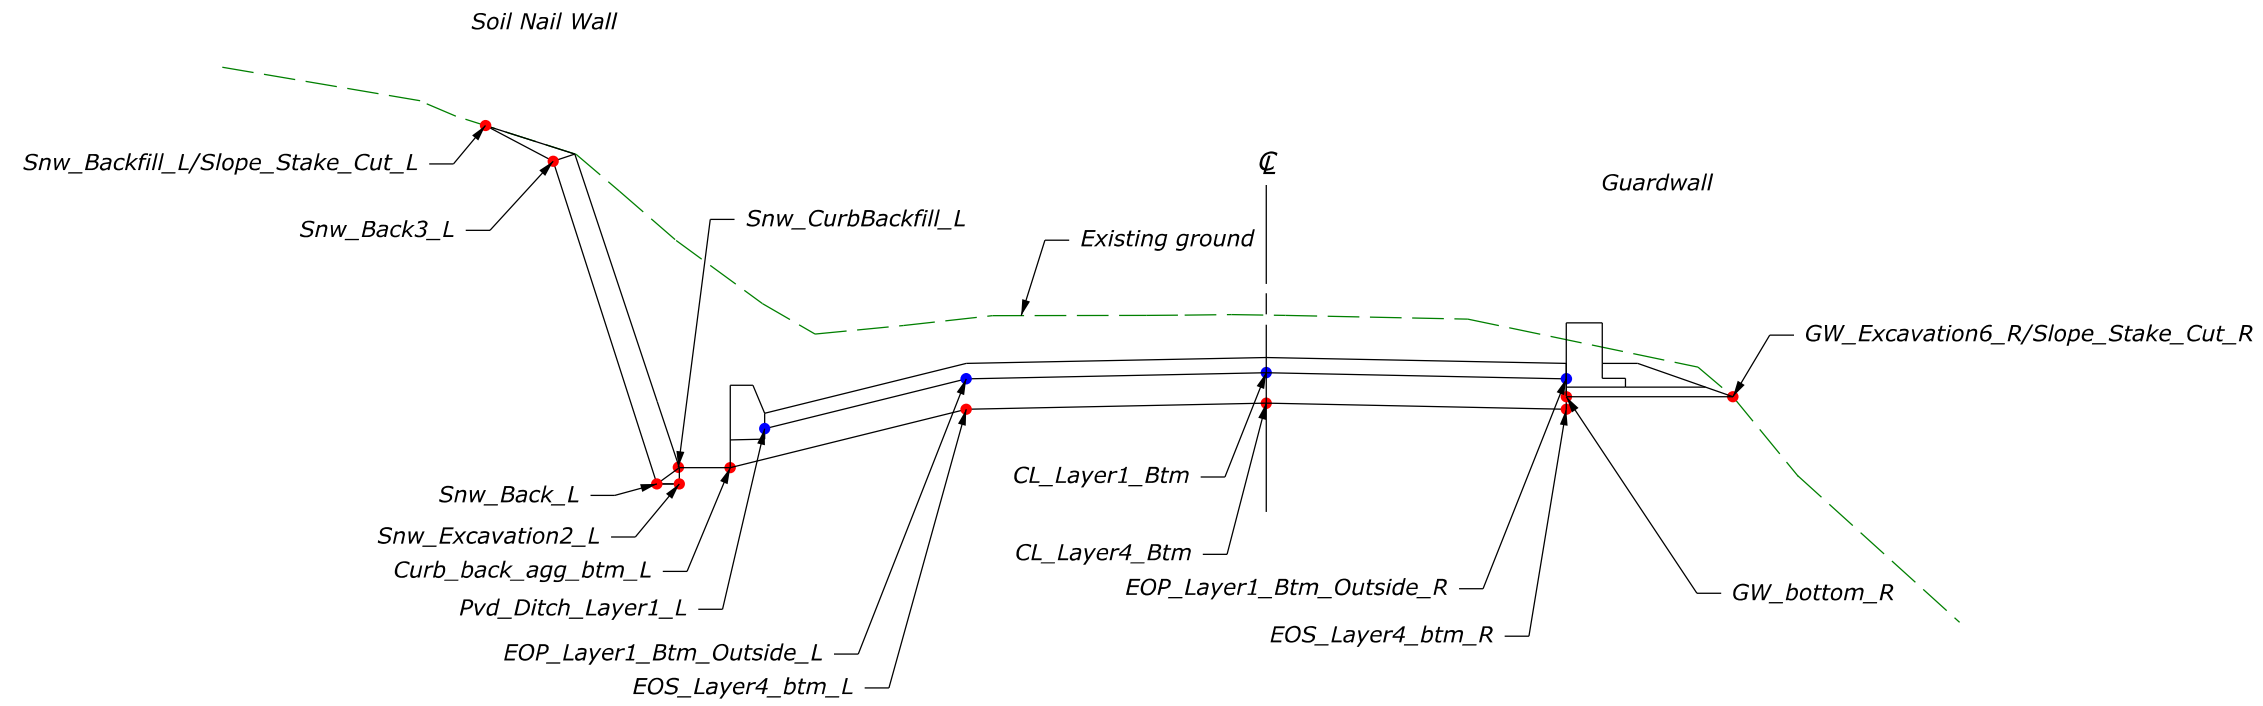 Soil Nail Wall
℄
Snw_Backfill_L/Slope_Stake_Cut_L
Guardwall
Snw_CurbBackfill_L
Snw_Back3_L
Existing ground
GW_Excavation6_R/Slope_Stake_Cut_R
CL_Layer1_Btm
Snw_Back_L
Snw_Excavation2_L
CL_Layer4_Btm
Curb_back_agg_btm_L
EOP_Layer1_Btm_Outside_R
GW_bottom_R
Pvd_Ditch_Layer1_L
EOS_Layer4_btm_R
EOP_Layer1_Btm_Outside_L
EOS_Layer4_btm_L